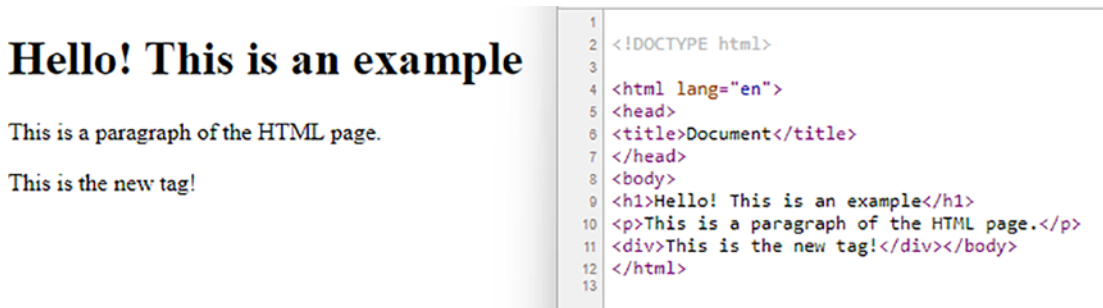 Hello! This is an example
This is a paragraph of the HTML page.
This is the new tag!
1
2 <!DOCTYPE html>
3
4 <html lang="en">
5 <head>
6 <title>Document</title>
7 </head>
8 <body>
9 <h1>Hello! This is an example</h1>
10 <p>This is a paragraph of the HTML page.</p>
11 <div>This is the new tag!</div></body>
12 </html>
13